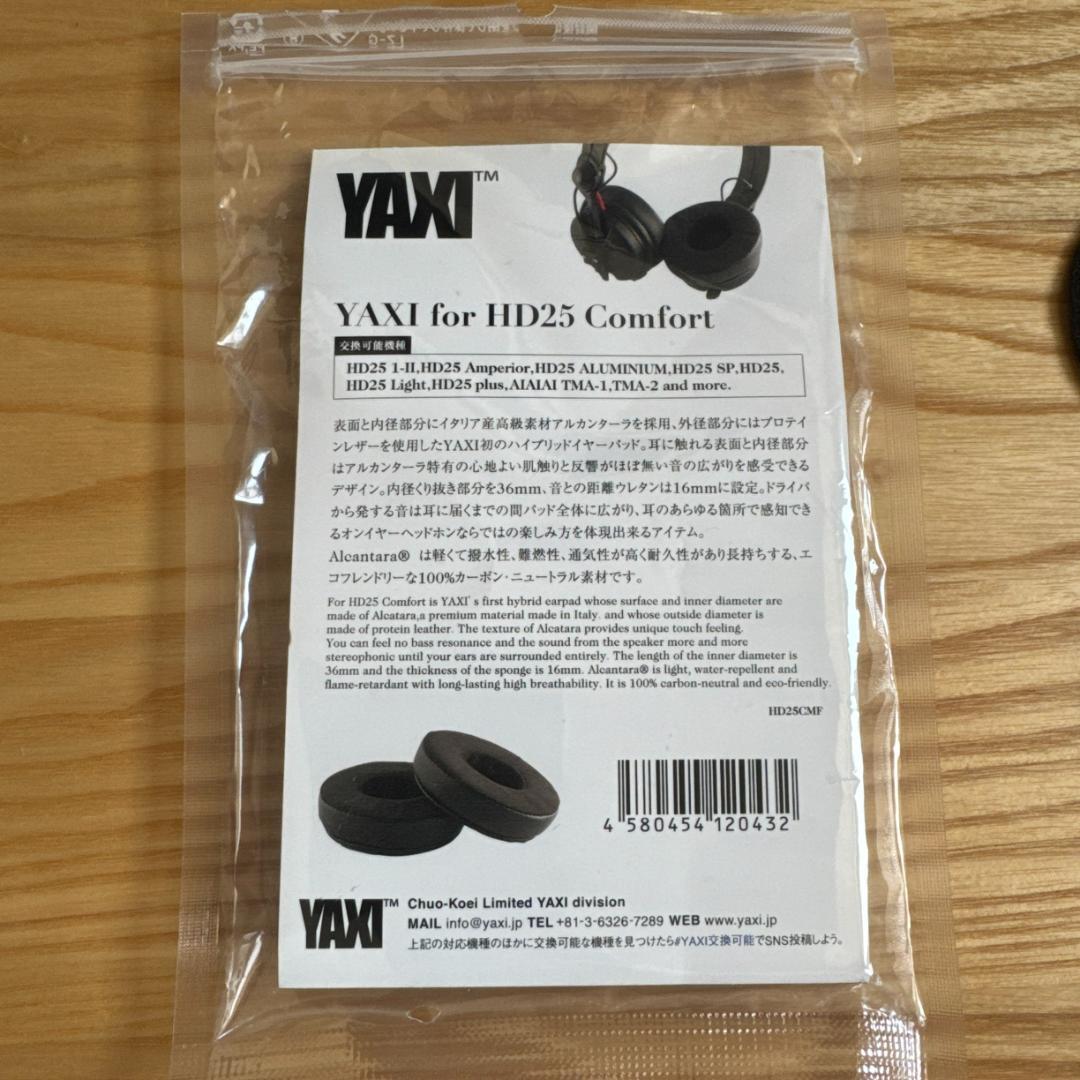 YAXI™
YAXI for HD25 Comfort
交換可能機種
HD25 1-II,HD25 Amperior,HD25 ALUMINIUM,HD25 SP,HD25,
HD25 Light,HD25 plus,AIAIAI TMA-1,TMA-2 and more.
表面と内径部分にイタリア産高級素材アルカンターラを採用、外径部分にはプロテイ
ンレザーを使用したYAXI初のハイブリッドイヤーパッド。耳に触れる表面と内径部分
はアルカンターラ特有の心地よい肌触りと反響がほぼ無い音の広がりを感受できる
デザイン。内径くり抜き部分を36mm、音との距離ウレタンは16mmに設定。ドライバ
から発する音は耳に届くまでの間パッド全体に広がり、耳のあらゆる箇所で感知でき
るオンイヤーヘッドホンならではの楽しみ方を体現出来るアイテム。
Alcantara® は軽くて撥水性、難燃性、通気性が高く耐久性があり長持ちする、エ
コフレンドリーな100%カーボン・ニュートラル素材です。
For HD25 Comfort is YAXI's first hybrid earpad whose surface and inner diameter are
made of Alcatara,a premium material made in Italy. and whose outside diameter is
made of protein leather. The texture of Alcatara provides unique touch feeling.
You can feel no bass resonance and the sound from the speaker more and more
stereophonic until your ears are surrounded entirely. The length of the inner diameter is
36mm and the thickness of the sponge is 16mm. Alcantara® is light, water-repellent and
flame-retardant with long-lasting high breathability. It is 100% carbon-neutral and eco-friendly.
HD25CMF
4 580454 120432
YAXI™
Chuo-Koei Limited YAXI division
MAIL info@yaxi.jp TEL +81-3-6326-7289 WEB www.yaxi.jp
上記の対応機種のほかに交換可能な機種を見つけたら#YAXI交換可能でSNS投稿しよう。